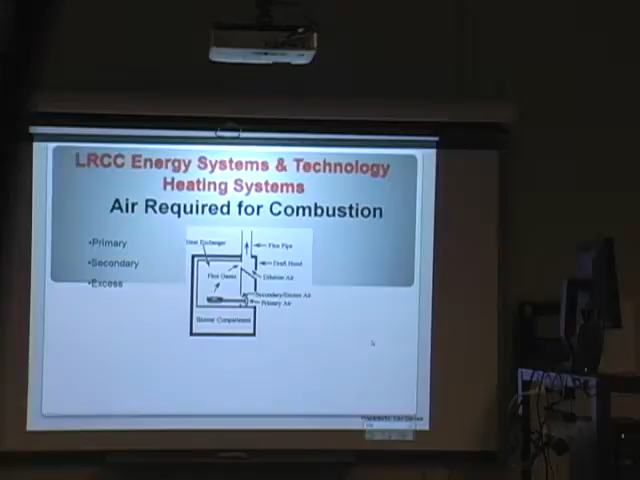 LRCC Energy Systems & Technology
Heating Systems
Air Required for Combustion
•Primary
•Secondary
•Excess
Heat Exchanger
Flue Pipe
Draft Hood
Flue Gases
Dilution Air
Secondary/Excess Air
Primary Air
Blower Compartment